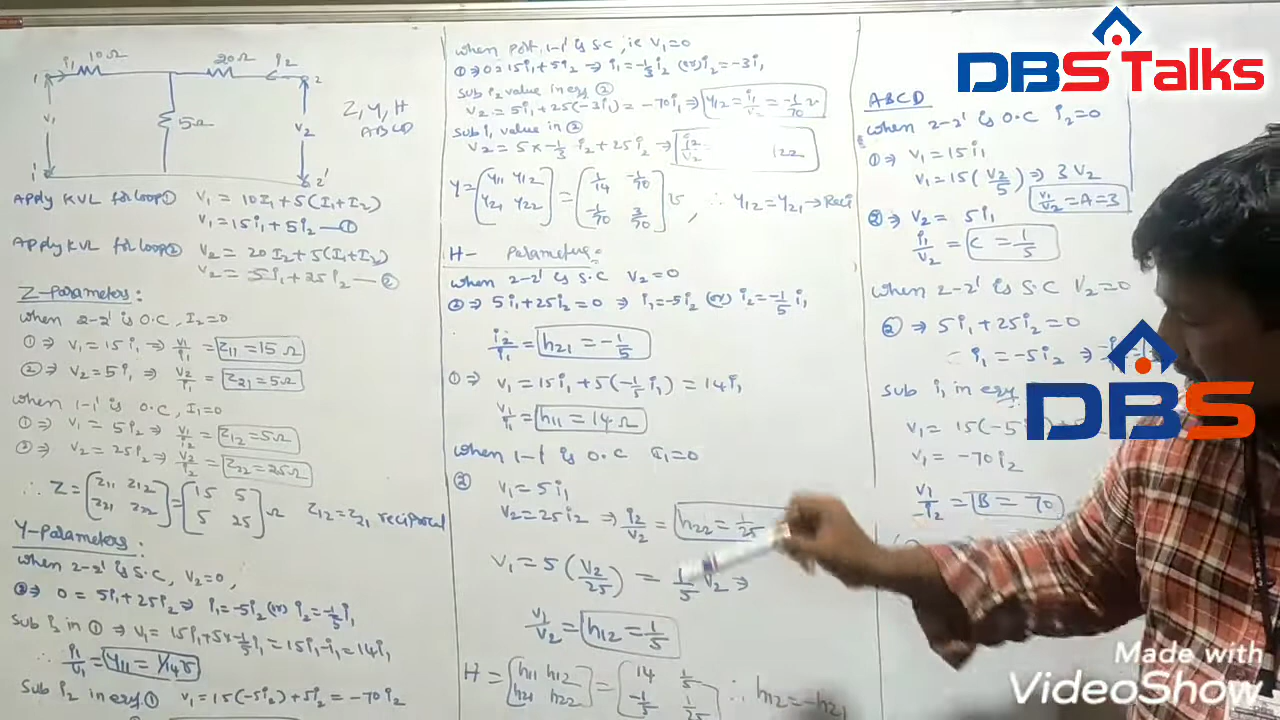 i1 10Ω 20Ω i2
1 2
V1 5Ω V2
1' 2'
Z, Y, H
ABCD
Apply KVL for loop① V1 = 10I1+5(I1+I2)
V1 = 15i1+5i2 —①
Apply KVL for loop② V2 = 20I2+5(I1+I2)
V2 = 5i1+25i2 —②
Z-Parameters:
when 2-2' is O.C, I2=0
①⇒ V1=15i1 ⇒ V1/i1 = Z11=15Ω
②⇒ V2=5i1 ⇒ V2/i1 = Z21=5Ω
when 1-1' is O.C, I1=0
①⇒ V1 = 5i2 ⇒ V1/i2 = Z12=5Ω
②⇒ V2 = 25i2 ⇒ V2/i2 = Z22=25Ω
∴ Z = [Z11 Z12 = [15 5
Z21 Z22] 5 25] Ω Z12=Z21 reciprocal
Y-Parameters:
when 2-2' is S.C, V2=0,
②⇒ 0 = 5i1+25i2 ⇒ i1=-5i2 (or) i2=-1/5 i1
Sub i2 in ① ⇒ V1= 15i1+5×-1/5 i1 = 15i1-i1 = 14i1
∴ i1/V1 = Y11 = 1/14 ℧
Sub i2 in eqy ① V1 = 15(-5i2)+5i2 = -70i2
when port 1-1' is S.C, ie V1=0
①⇒ 0=15i1+5i2 ⇒ i1=-1/3 i2 (or) i2=-3i1
Sub i2 value in eqy ②
V2 = 5i1+25(-3i1) = -70i1 ⇒ Y12 = i1/V2 = -1/70 ℧
Sub i1 value in ②
V2 = 5×-1/3 i2+25i2 ⇒ i2/V2 Y22
Y = [Y11 Y12 = [1/14 -1/70
Y21 Y22] -1/70 3/70] ℧, ∴ Y12=Y21 → Reci
H- Parameters:
when 2-2' is S.C V2=0
②⇒ 5i1+25i2=0 ⇒ i1=-5i2 (or) i2=-1/5 i1
i2/i1 = h21 = -1/5
①⇒ V1 = 15i1+5(-1/5 i1) = 14i1
V1/i1 = h11 = 14Ω
when 1-1' is O.C I1=0
② V1=5i1
V2=25i2 ⇒ i2/V2 = h22 = 1/25
V1 = 5(V2/25) = 1/5 V2 ⇒
V1/V2 = h12 = 1/5
H = [h11 h12 = [14 1/5
h21 h22] -1/5 1/25] ∴ h12=-h21
ABCD
when 2-2' is O.C i2=0
①⇒ V1=15i1
V1=15(V2/5) ⇒ 3V2
V1/V2 = A=3
②⇒ V2 = 5i1
i1/V2 = C = 1/5
when 2-2' is S.C V2=0
② ⇒ 5i1+25i2=0
i1=-5i2 ⇒
Sub i1 in eqy
V1 = 15(-5i
V1 = -70i2
V1/-i2 = B = 70
DBS Talks
DBS
Made with
VideoShow